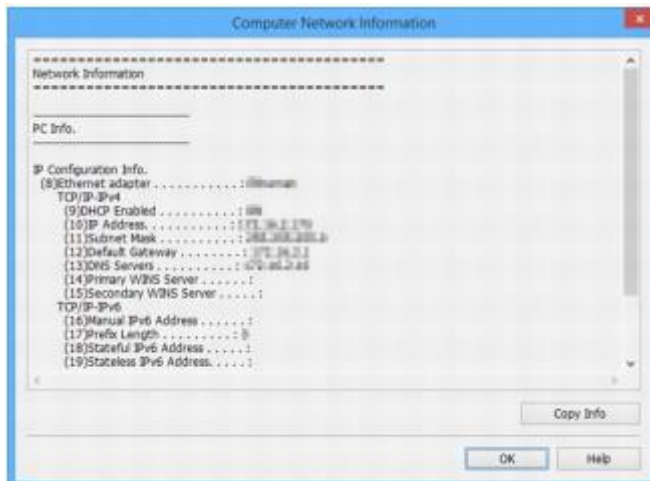 Computer Network Information
========================================
Network Information
========================================
PC Info.
IP Configuration Info.
(8)Ethernet adapter . . . . . . . . . . . :
TCP/IP-IPv4
(9)DHCP Enabled . . . . . . . . . :
(10)IP Address. . . . . . . . . . . :
(11)Subnet Mask . . . . . . . . . :
(12)Default Gateway . . . . . . . :
(13)DNS Servers . . . . . . . . . :
(14)Primary WINS Server . . . . . . :
(15)Secondary WINS Server . . . . . :
TCP/IP-IPv6
(16)Manual IPv6 Address . . . . . . :
(17)Prefix Length . . . . . . . . . :
(18)Stateful IPv6 Address . . . . . :
(19)Stateless IPv6 Address. . . . . :
Copy Info
OK
Help